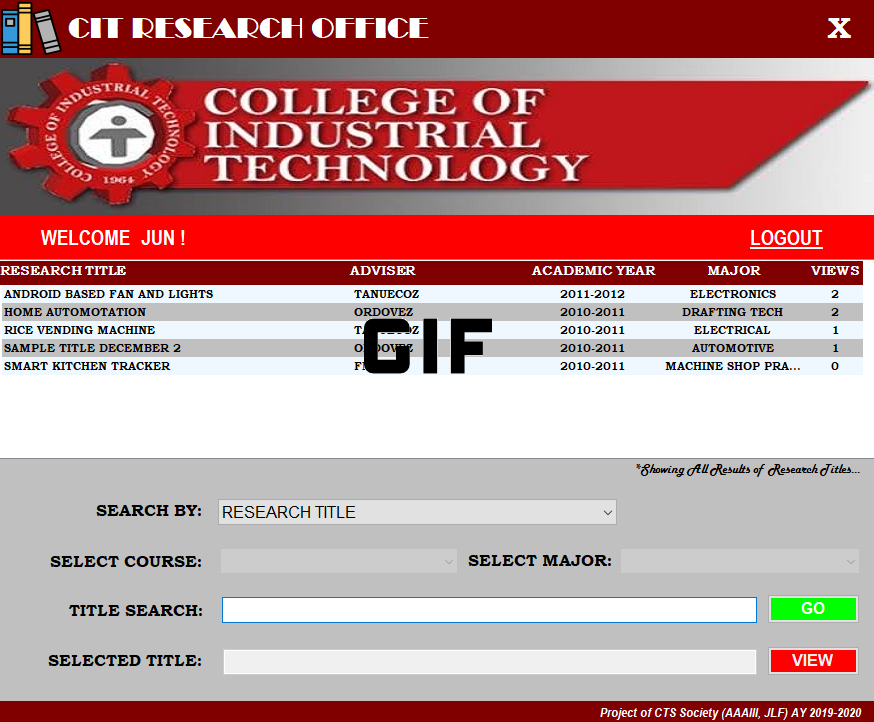 CIT RESEARCH OFFICE X
COLLEGE OF INDUSTRIAL TECHNOLOGY
1964
COLLEGE OF
INDUSTRIAL
TECHNOLOGY
WELCOME JUN ! LOGOUT
RESEARCH TITLE ADVISER ACADEMIC YEAR MAJOR VIEWS
ANDROID BASED FAN AND LIGHTS TANUECOZ 2011-2012 ELECTRONICS 2
HOME AUTOMOTATION ORDOVEZ 2010-2011 DRAFTING TECH 2
RICE VENDING MACHINE 2010-2011 ELECTRICAL 1
SAMPLE TITLE DECEMBER 2 ORDOVEZ 2010-2011 AUTOMOTIVE 1
SMART KITCHEN TRACKER 2010-2011 MACHINE SHOP PRA... 0
GIF
*Showing All Results of Research Titles...
SEARCH BY: RESEARCH TITLE
SELECT COURSE: SELECT MAJOR:
TITLE SEARCH: GO
SELECTED TITLE: VIEW
Project of CTS Society (AAAIII, JLF) AY 2019-2020